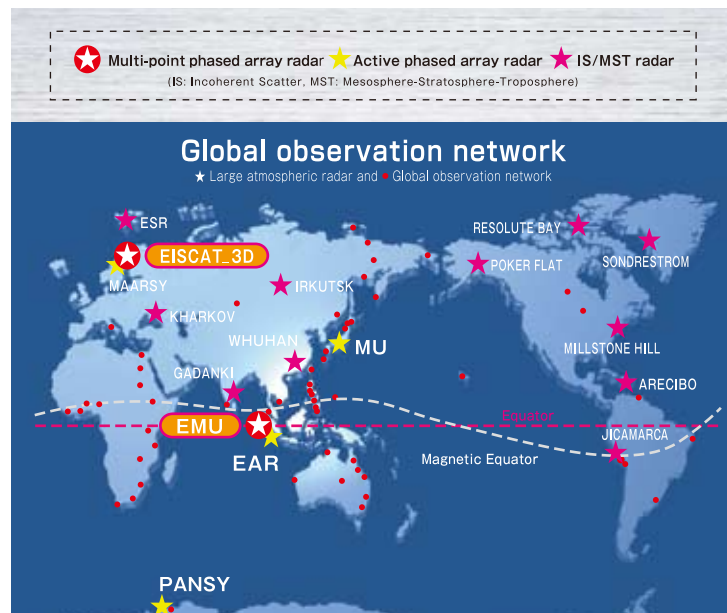 Multi-point phased array radar Active phased array radar IS/MST radar
(IS: Incoherent Scatter, MST: Mesosphere-Stratosphere-Troposphere)
Global observation network
Large atmospheric radar and Global observation network
ESR
RESOLUTE BAY
EISCAT_3D
SONDRESTROM
POKER FLAT
MAARSY
IRKUTSK
KHARKOV
MU
WHUHAN
MILLSTONE HILL
GADANKI
ARECIBO
Equator
EMU
JICAMARCA
EAR
Magnetic Equator
PANSY